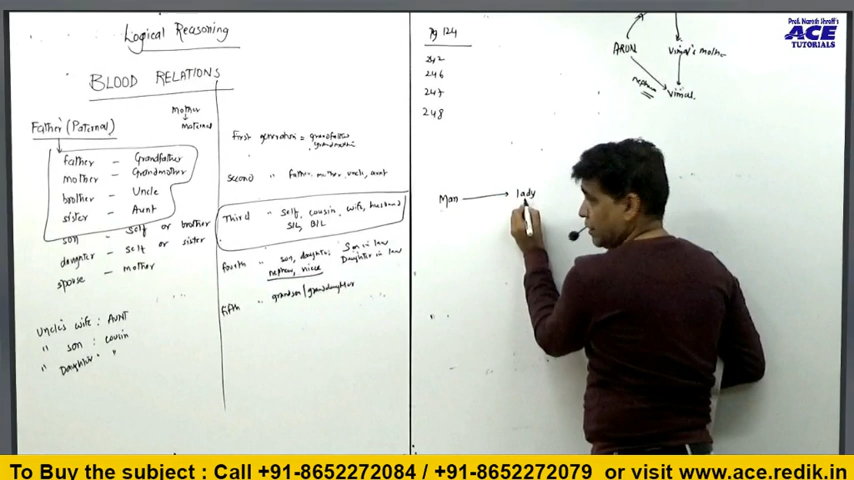 Logical Reasoning
BLOOD RELATIONS
Mother
maternal
Father (Paternal)
father - Grandfather
mother - Grandmother
brother - Uncle
sister - Aunt
son - self or brother
daughter - self or sister
spouse - mother
Uncle's wife : AUNT
" son : cousin
" Daughter " "
First generation = grandfather
, grandmother
Second " father, mother, uncle, aunt
Third " self, cousin, wife, husband
SIL, BIL
fourth " son, daughter, Son in law
nephew, niece Daughter in law
fifth " grandson/granddaughter
Pg 124
242
246
247
248
ARUN
Vimal's mother
nephew
Vimal
Man
lady
Prof. Naresh Shroff's
ACE
TUTORIALS
To Buy the subject : Call +91-8652272084 / +91-8652272079 or visit www.ace.redik.in